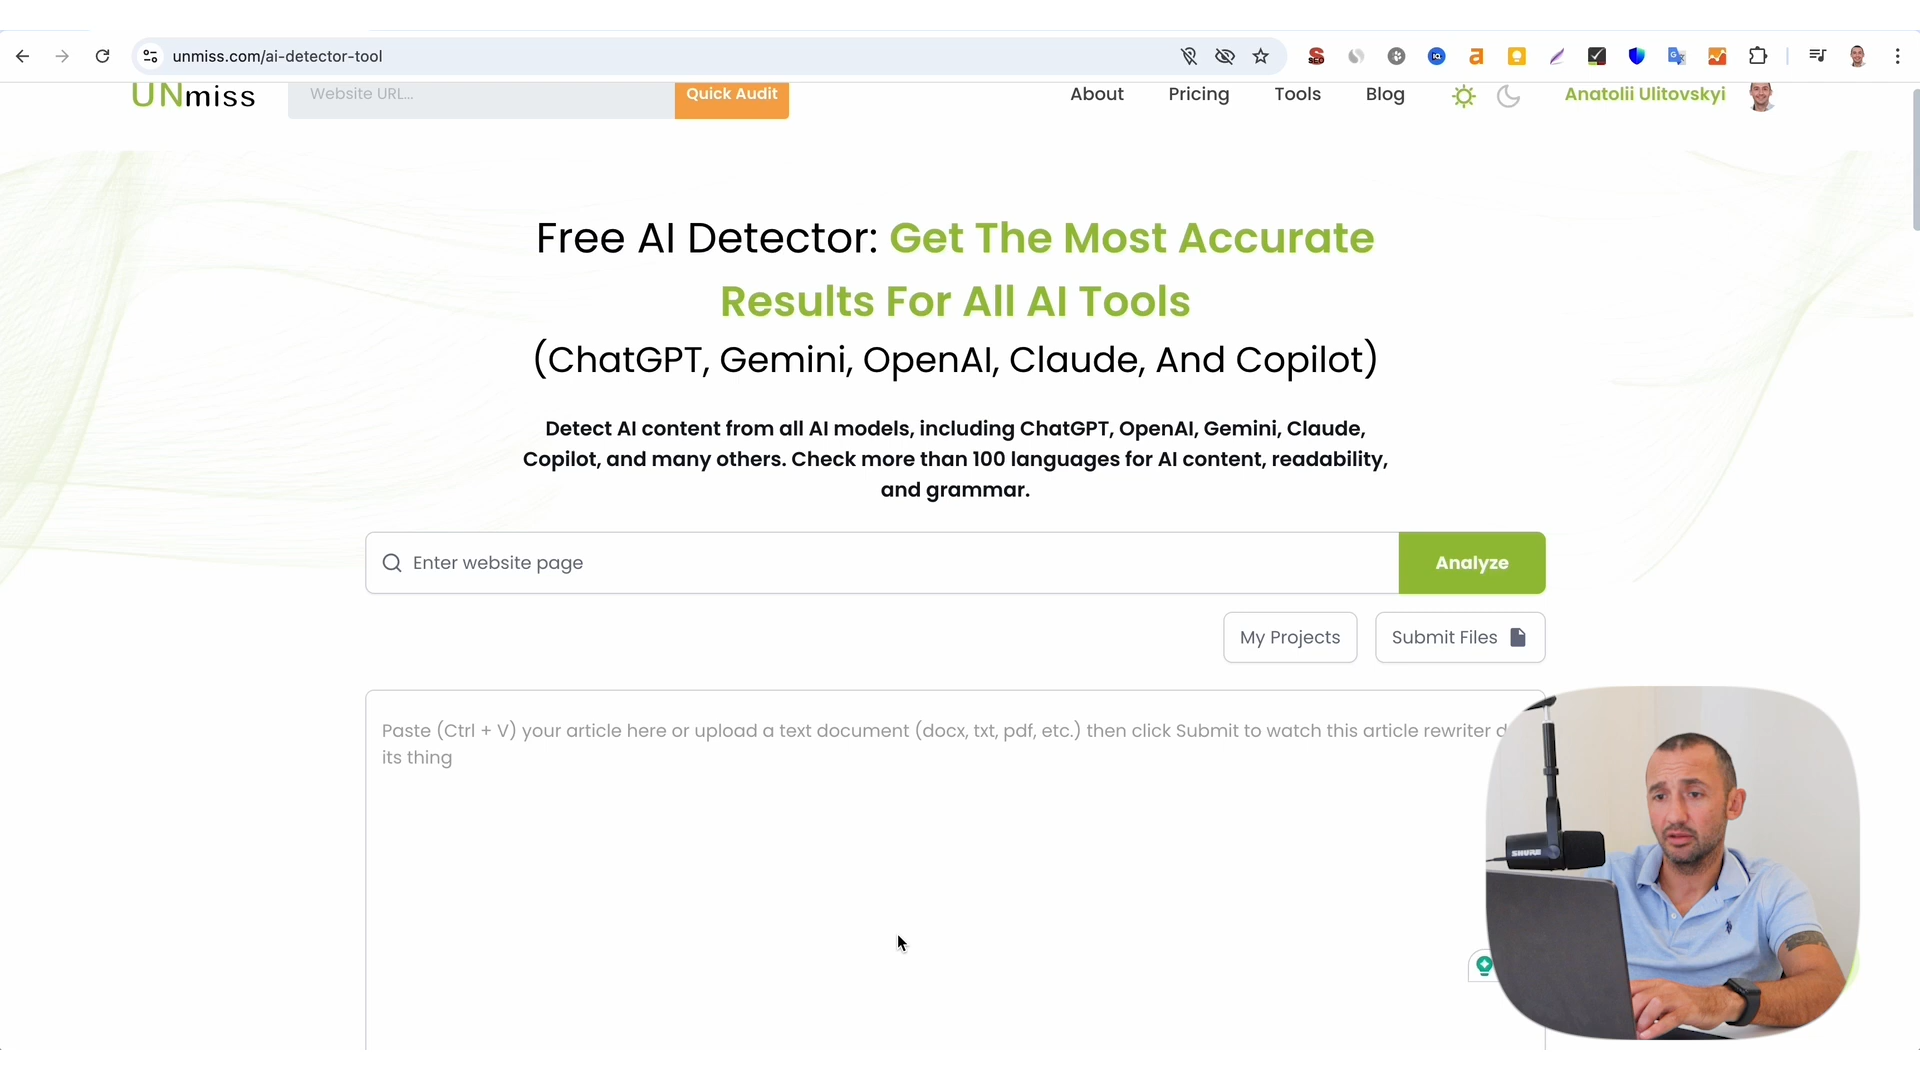 unmiss.com/ai-detector-tool
UNmiss
Website URL...
Quick Audit
About
Pricing
Tools
Blog
Anatolii Ulitovskyi
Free AI Detector: Get The Most Accurate
Results For All AI Tools
(ChatGPT, Gemini, OpenAI, Claude, And Copilot)
Detect AI content from all AI models, including ChatGPT, OpenAI, Gemini, Claude,
Copilot, and many others. Check more than 100 languages for AI content, readability,
and grammar.
Enter website page
Analyze
My Projects
Submit Files
Paste (Ctrl + V) your article here or upload a text document (docx, txt, pdf, etc.) then click Submit to watch this article rewriter
its thing
SHURE